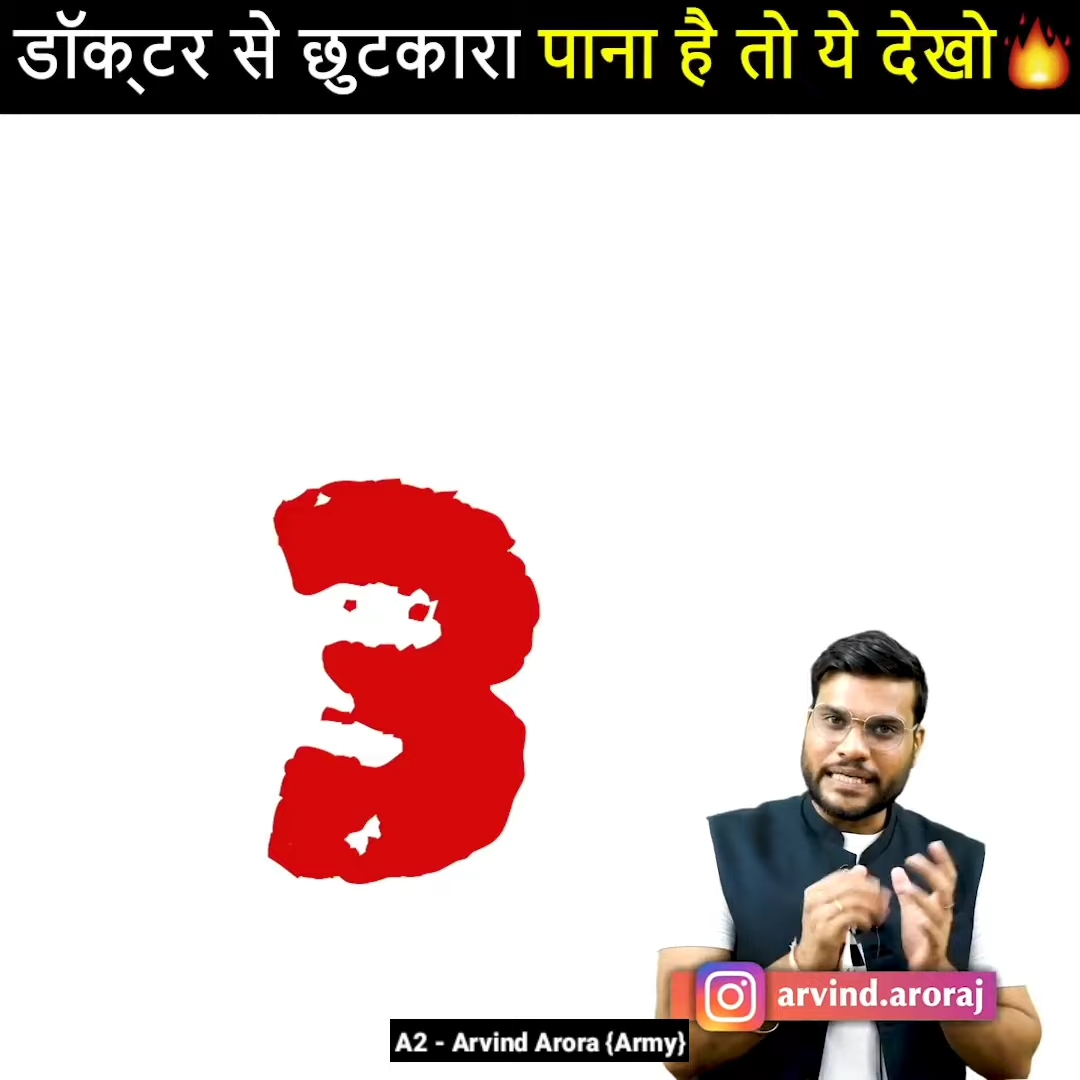 डॉक्टर से छुटकारा पाना है तो ये देखो🔥
3
arvind.aroraj
A2 - Arvind Arora {Army}